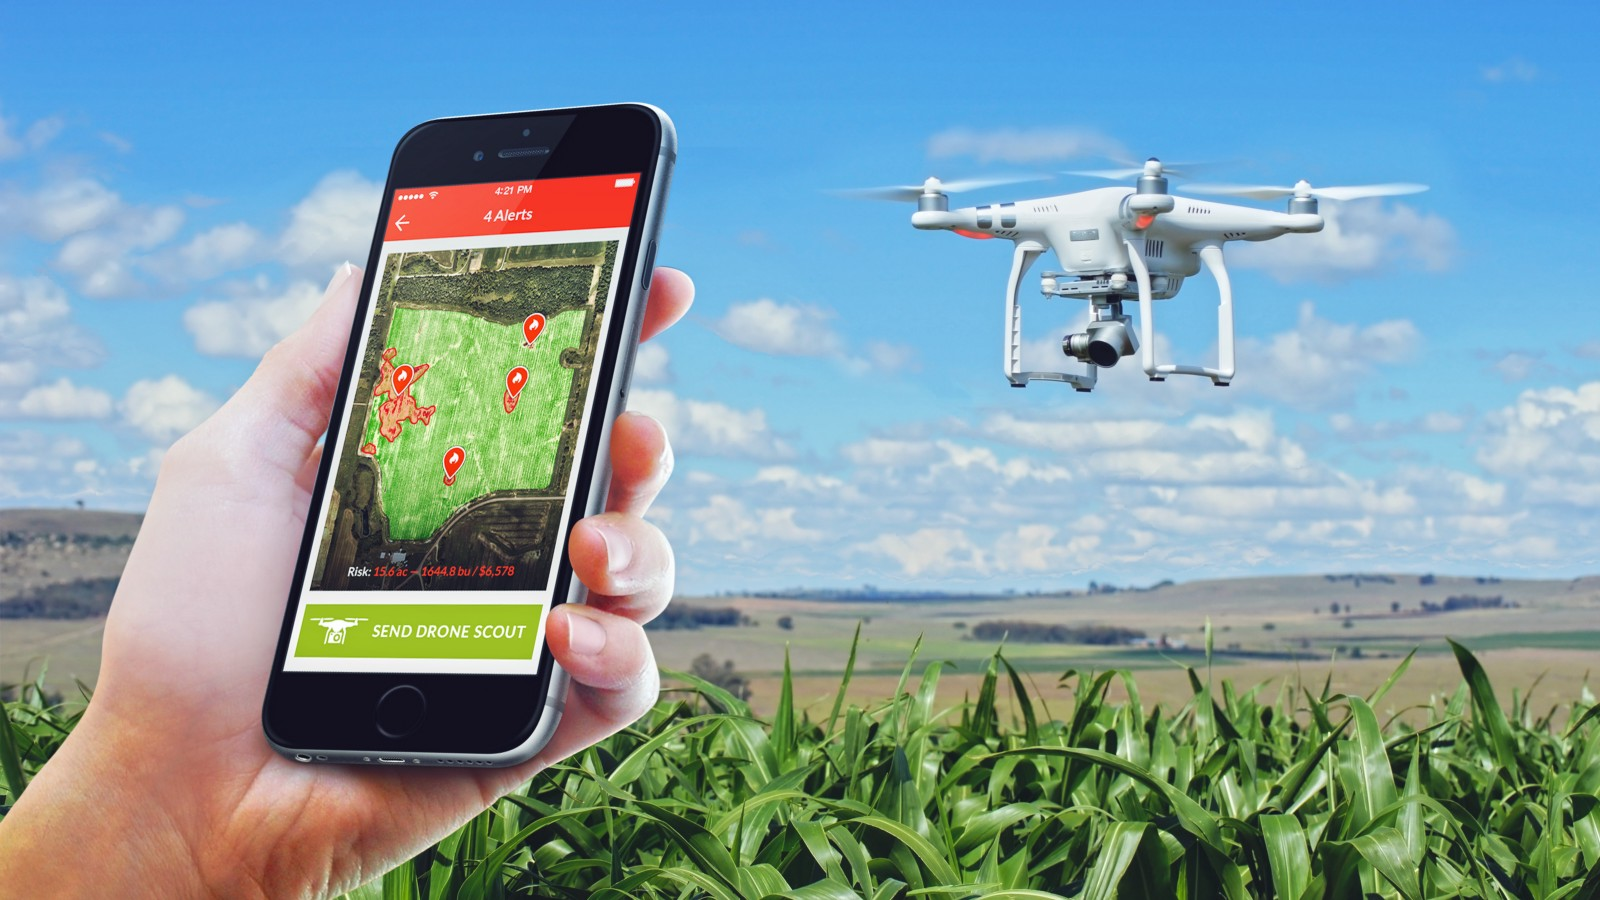 4:21 PM
4 Alerts
Risk: 15.6 ac – 1644.8 bu / $6,578
SEND DRONE SCOUT